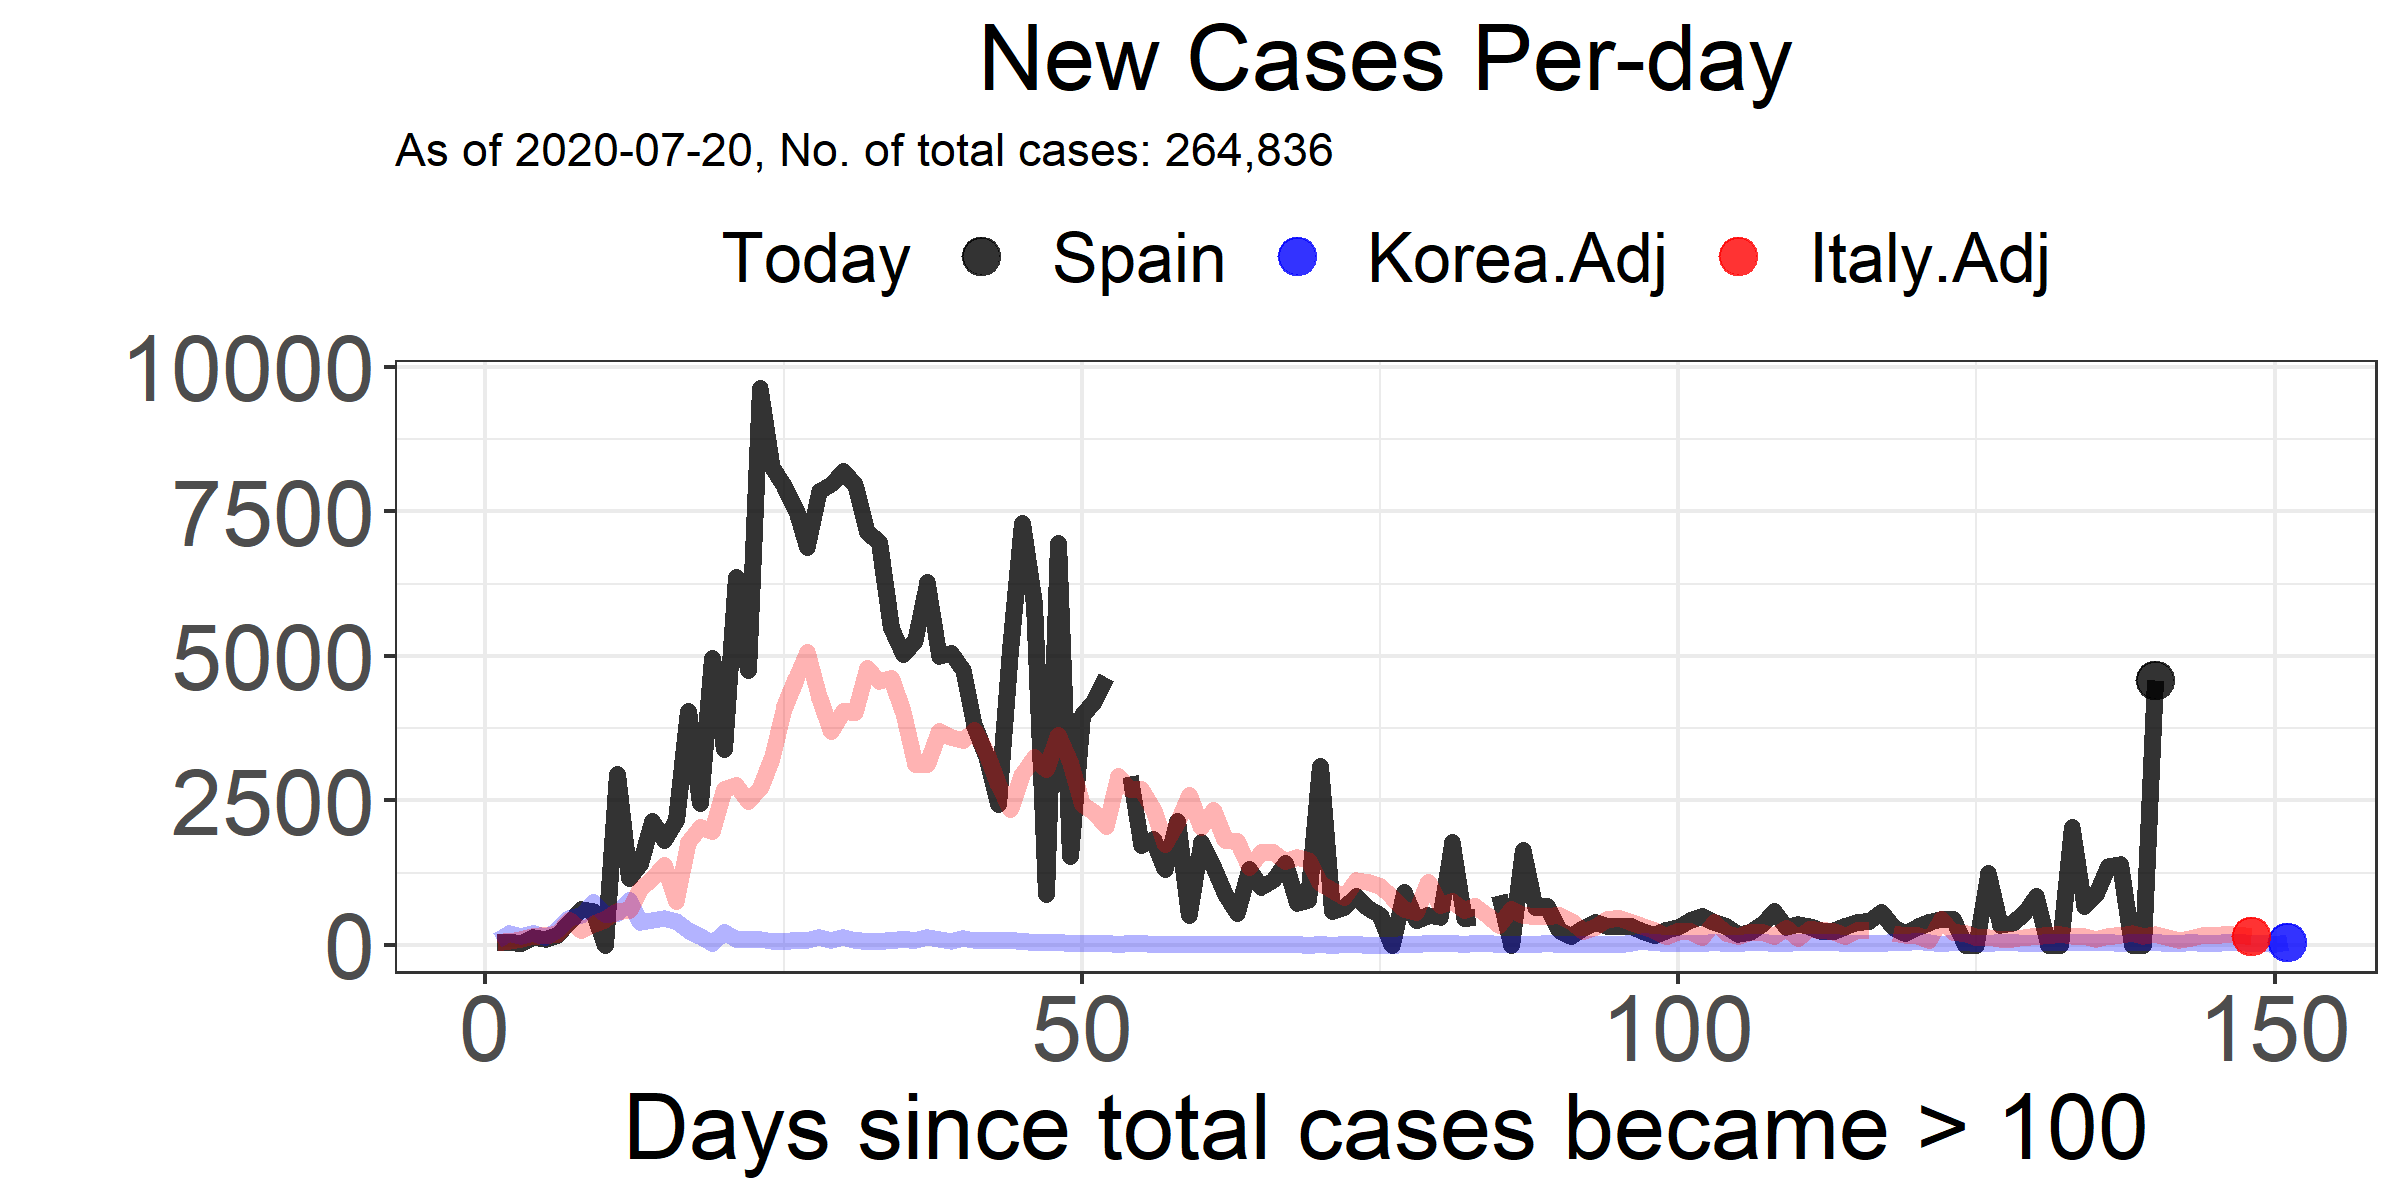 New Cases Per-day
As of 2020-07-20, No. of total cases: 264,836
Today Spain Korea.Adj Italy.Adj
10000
7500
5000
2500
0
0 50 100 150
Days since total cases became > 100